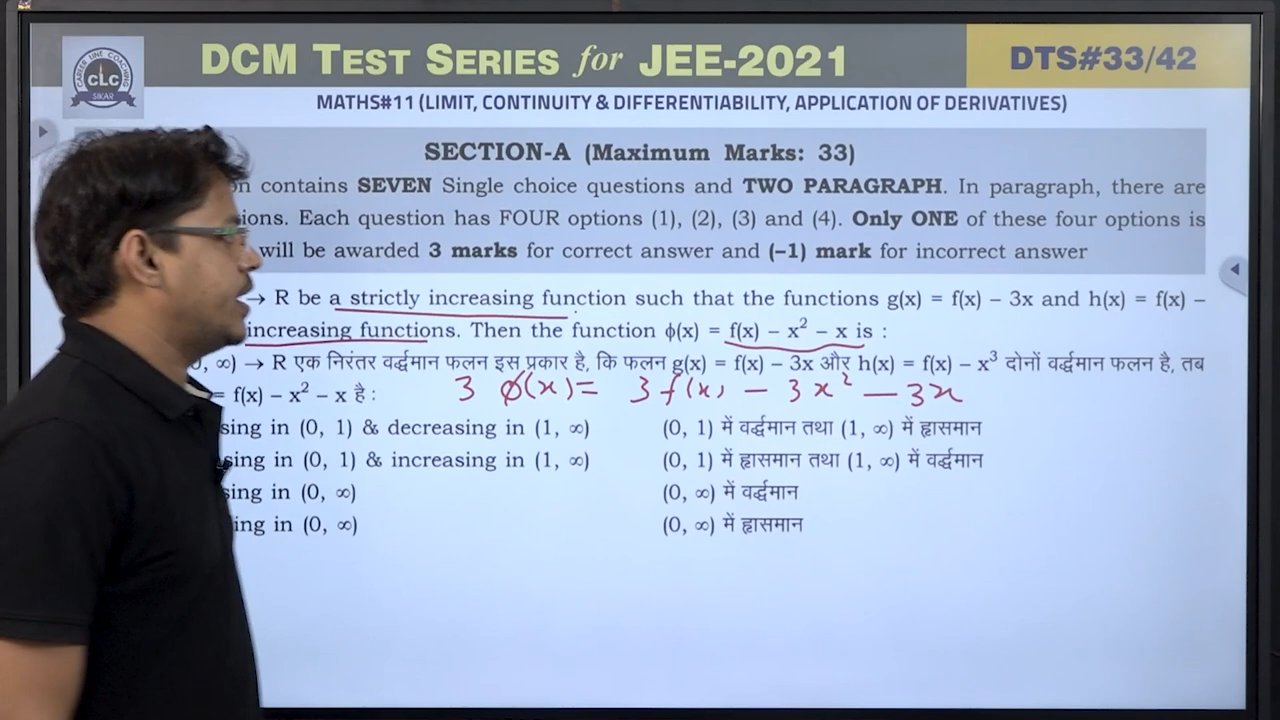 DCM TEST SERIES for JEE-2021
DTS#33/42
CAREER LINE COACHING
CLC
SIKAR
MATHS#11 (LIMIT, CONTINUITY & DIFFERENTIABILITY, APPLICATION OF DERIVATIVES)
SECTION-A (Maximum Marks: 33)
n contains SEVEN Single choice questions and TWO PARAGRAPH. In paragraph, there are
ions. Each question has FOUR options (1), (2), (3) and (4). Only ONE of these four options is
will be awarded 3 marks for correct answer and (–1) mark for incorrect answer
→ R be a strictly increasing function such that the functions g(x) = f(x) – 3x and h(x) = f(x) –
increasing functions. Then the function ϕ(x) = f(x) – x² – x is :
, ∞) → R एक निरंतर वर्द्धमान फलन इस प्रकार है, कि फलन g(x) = f(x) – 3x और h(x) = f(x) – x³ दोनों वर्द्धमान फलन है, तब
= f(x) – x² – x है :
3 ϕ(x) = 3f(x) – 3x² – 3x
sing in (0, 1) & decreasing in (1, ∞) (0, 1) में वर्द्धमान तथा (1, ∞) में ह्रासमान
sing in (0, 1) & increasing in (1, ∞) (0, 1) में ह्रासमान तथा (1, ∞) में वर्द्धमान
sing in (0, ∞) (0, ∞) में वर्द्धमान
ing in (0, ∞) (0, ∞) में ह्रासमान